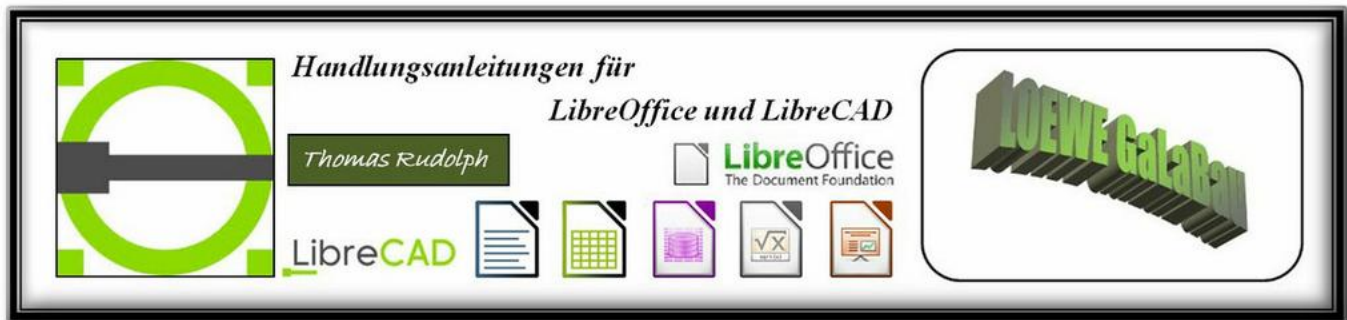 Handlungsanleitungen für
LibreOffice und LibreCAD
Thomas Rudolph
LibreOffice
The Document Foundation
LibreCAD
√X
LOEWE GaLaBau